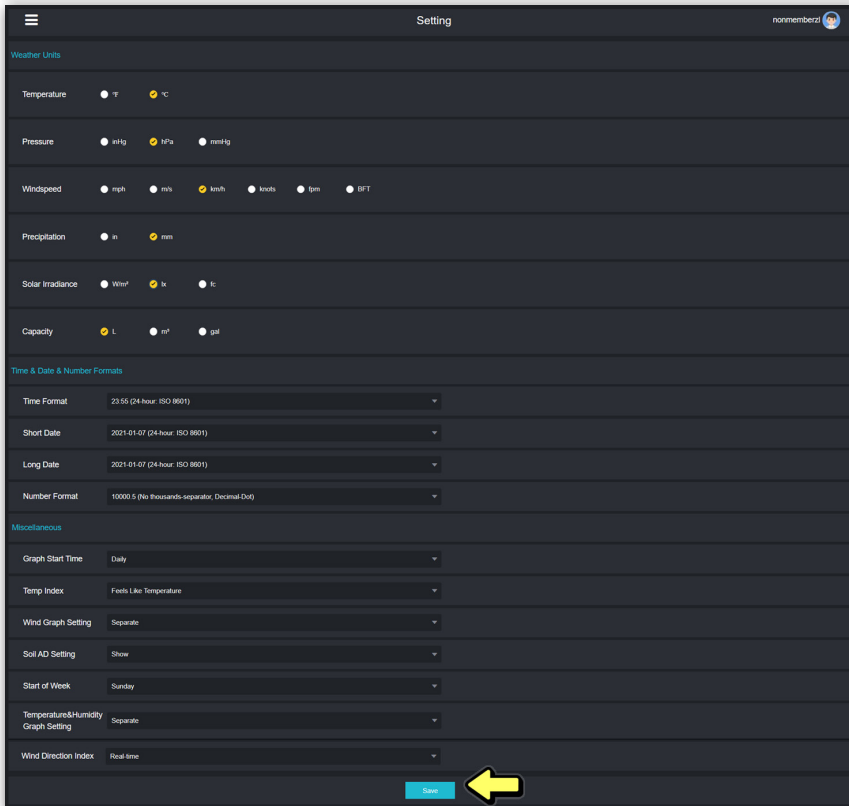 Setting
nonmemberzl
Weather Units
Temperature ℉ ℃
Pressure inHg hPa mmHg
Windspeed mph m/s km/h knots fpm BFT
Precipitation in mm
Solar Irradiance W/m² lx fc
Capacity L m³ gal
Time & Date & Number Formats
Time Format 23:55 (24-hour: ISO 8601)
Short Date 2021-01-07 (24-hour: ISO 8601)
Long Date 2021-01-07 (24-hour: ISO 8601)
Number Format 10000.5 (No thousands-separator, Decimal-Dot)
Miscellaneous
Graph Start Time Daily
Temp Index Feels Like Temperature
Wind Graph Setting Separate
Soil AD Setting Show
Start of Week Sunday
Temperature&Humidity
Graph Setting Separate
Wind Direction Index Real-time
Save